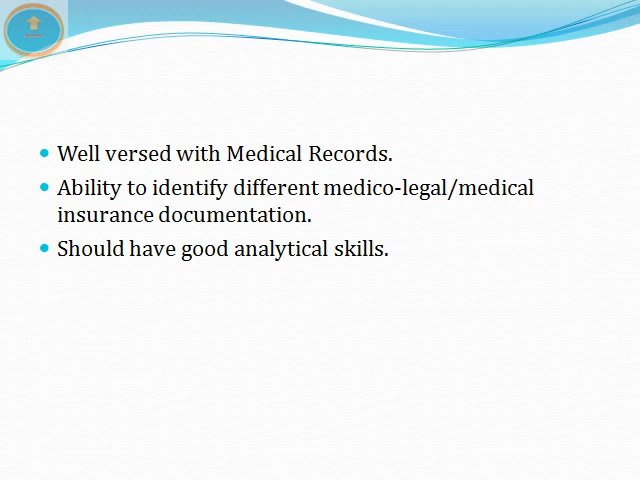 Well versed with Medical Records.
Ability to identify different medico-legal/medical
insurance documentation.
Should have good analytical skills.